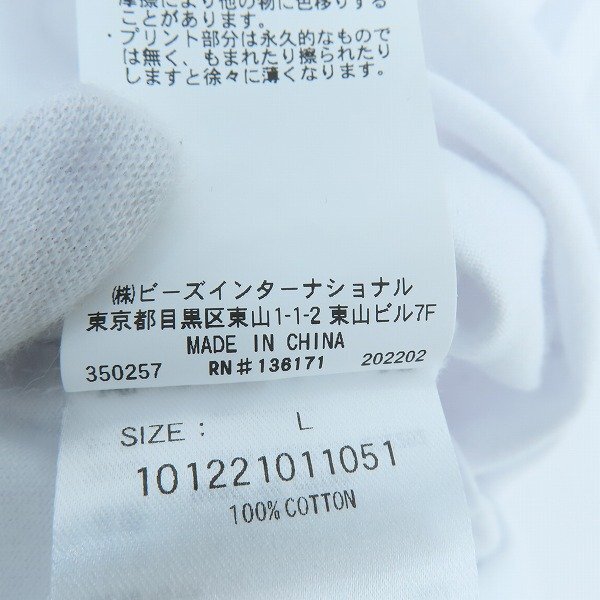 摩擦により他の物に色移りする
ことがあります。
・プリント部分は永久的なもので
は無く、もまれたり擦られたり
しますと徐々に薄くなります。
(株)ビーズインターナショナル
東京都目黒区東山1-1-2 東山ビル7F
MADE IN CHINA
350257 RN#136171 202202
SIZE : L
101221011051
100% COTTON